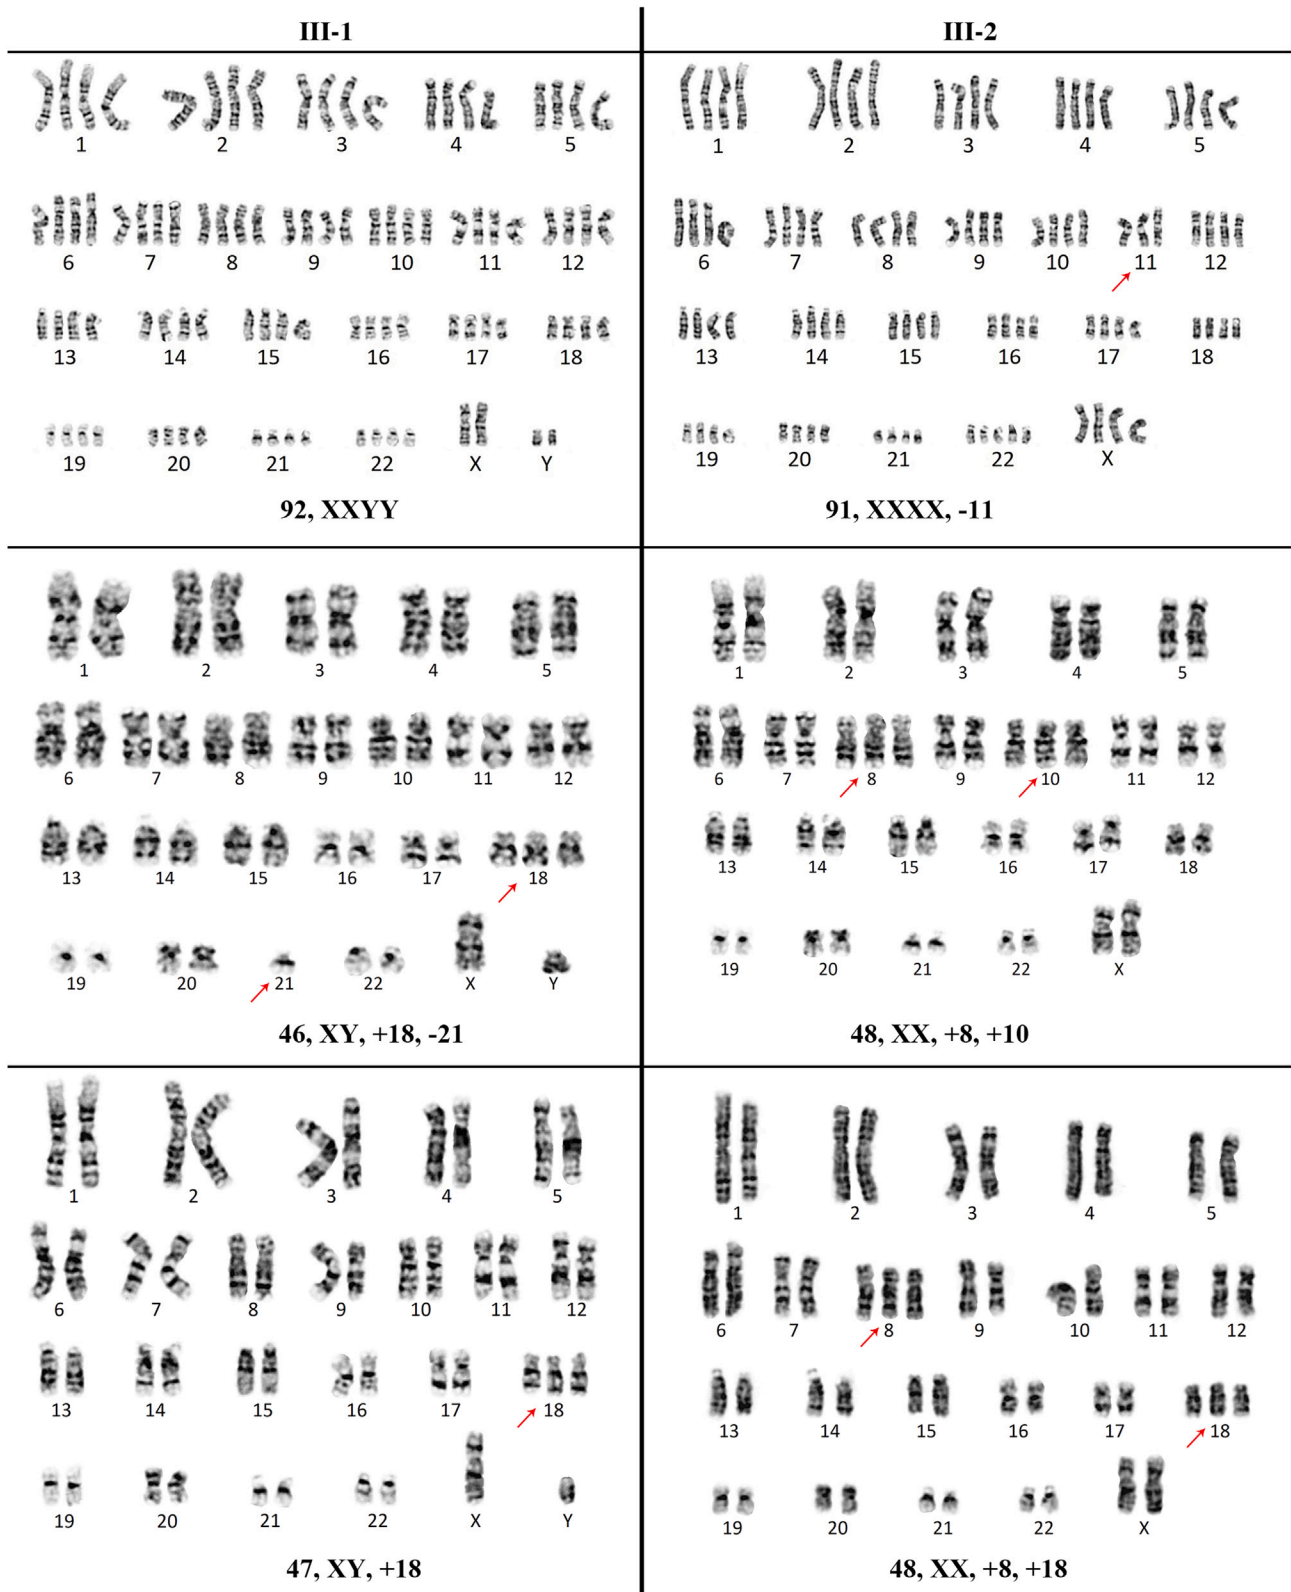 III-1
1 2 3 4 5
6 7 8 9 10 11 12
13 14 15 16 17 18
19 20 21 22 X Y
92, XXYY
III-2
1 2 3 4 5
6 7 8 9 10 11 12
13 14 15 16 17 18
19 20 21 22 X
91, XXXX, -11
1 2 3 4 5
6 7 8 9 10 11 12
13 14 15 16 17 18
19 20 21 22 X Y
46, XY, +18, -21
1 2 3 4 5
6 7 8 9 10 11 12
13 14 15 16 17 18
19 20 21 22 X
48, XX, +8, +10
1 2 3 4 5
6 7 8 9 10 11 12
13 14 15 16 17 18
19 20 21 22 X Y
47, XY, +18
1 2 3 4 5
6 7 8 9 10 11 12
13 14 15 16 17 18
19 20 21 22 X
48, XX, +8, +18